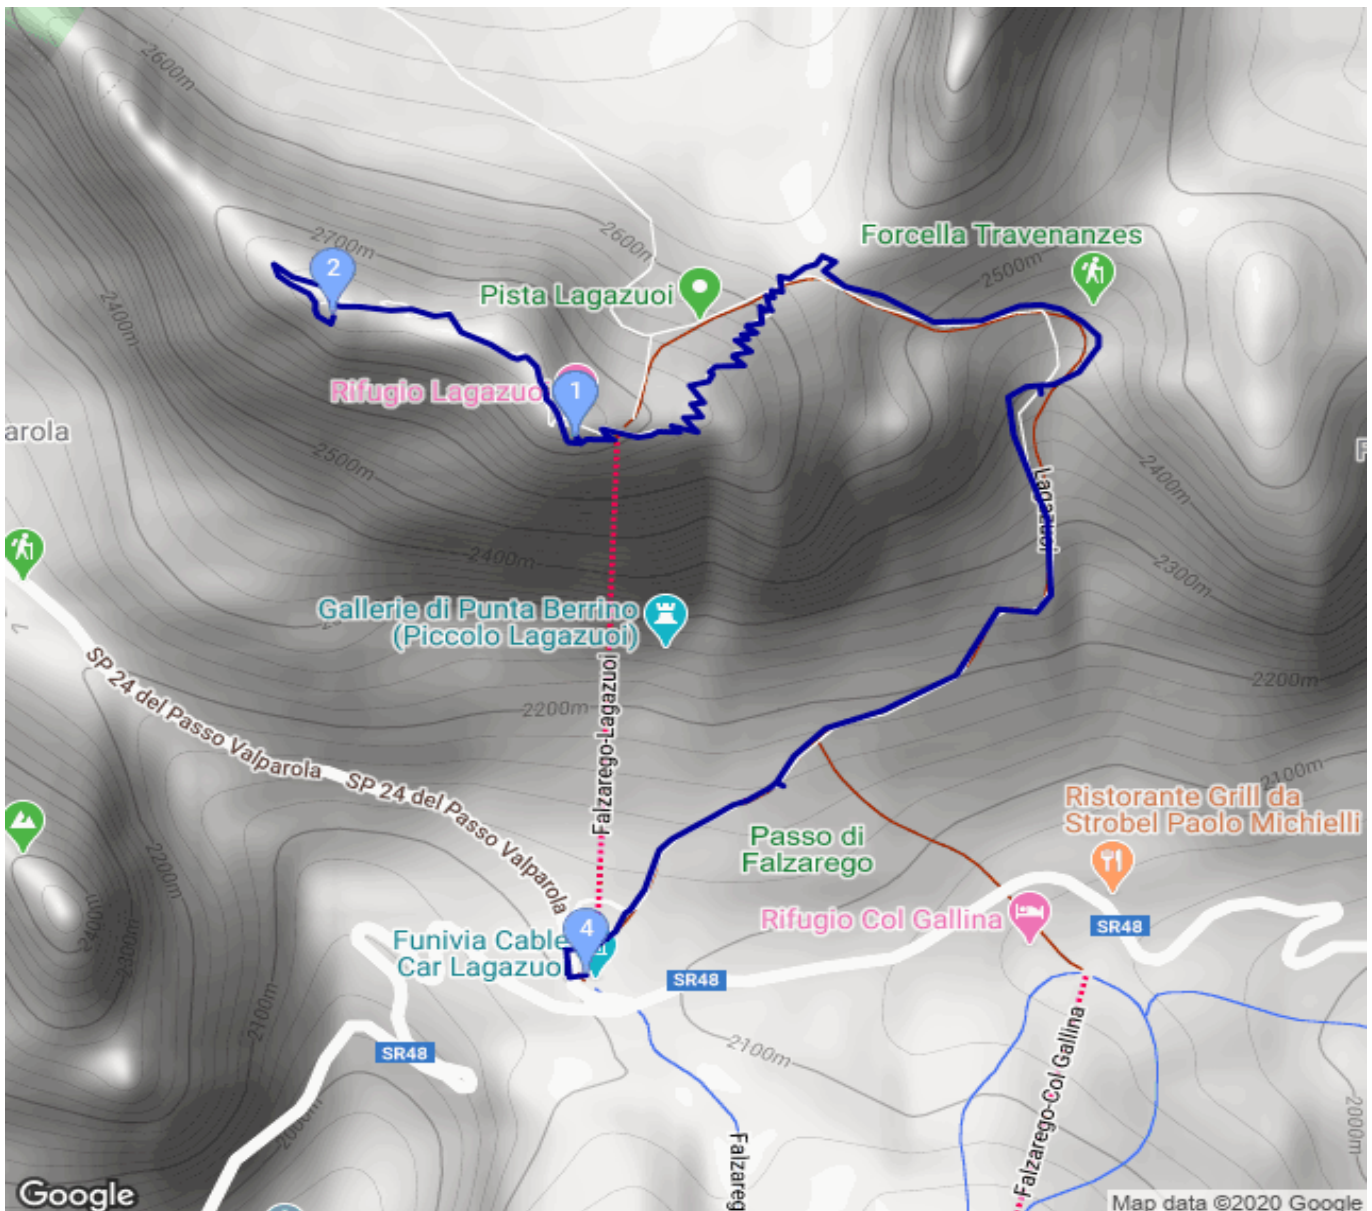 2600m
Forcella Travenanzes
2600m
2700m
2
2500m
Pista Lagazuoi
2400m
Rifugio Lagazuoi
1
arola
2500m
2400m
Lagazuoi
2400m
2300m
Gallerie di Punta Berrino
(Piccolo Lagazuoi)
SP 24 del Passo Valparola
SP 24 del Passo Valparola
Falzarego-Lagazuoi
2200m
2200m
2100m
Ristorante Grill da
Strobel Paolo Michielli
Passo di
Falzarego
2200m
2400m
2300m
Rifugio Col Gallina
SR48
4
Funivia Cable
Car Lagazuoi
SR48
2100m
SR48
2100m
Falzarego-Col Gallina
2000m
2000m
Falzareg
Google
Map data ©2020 Google